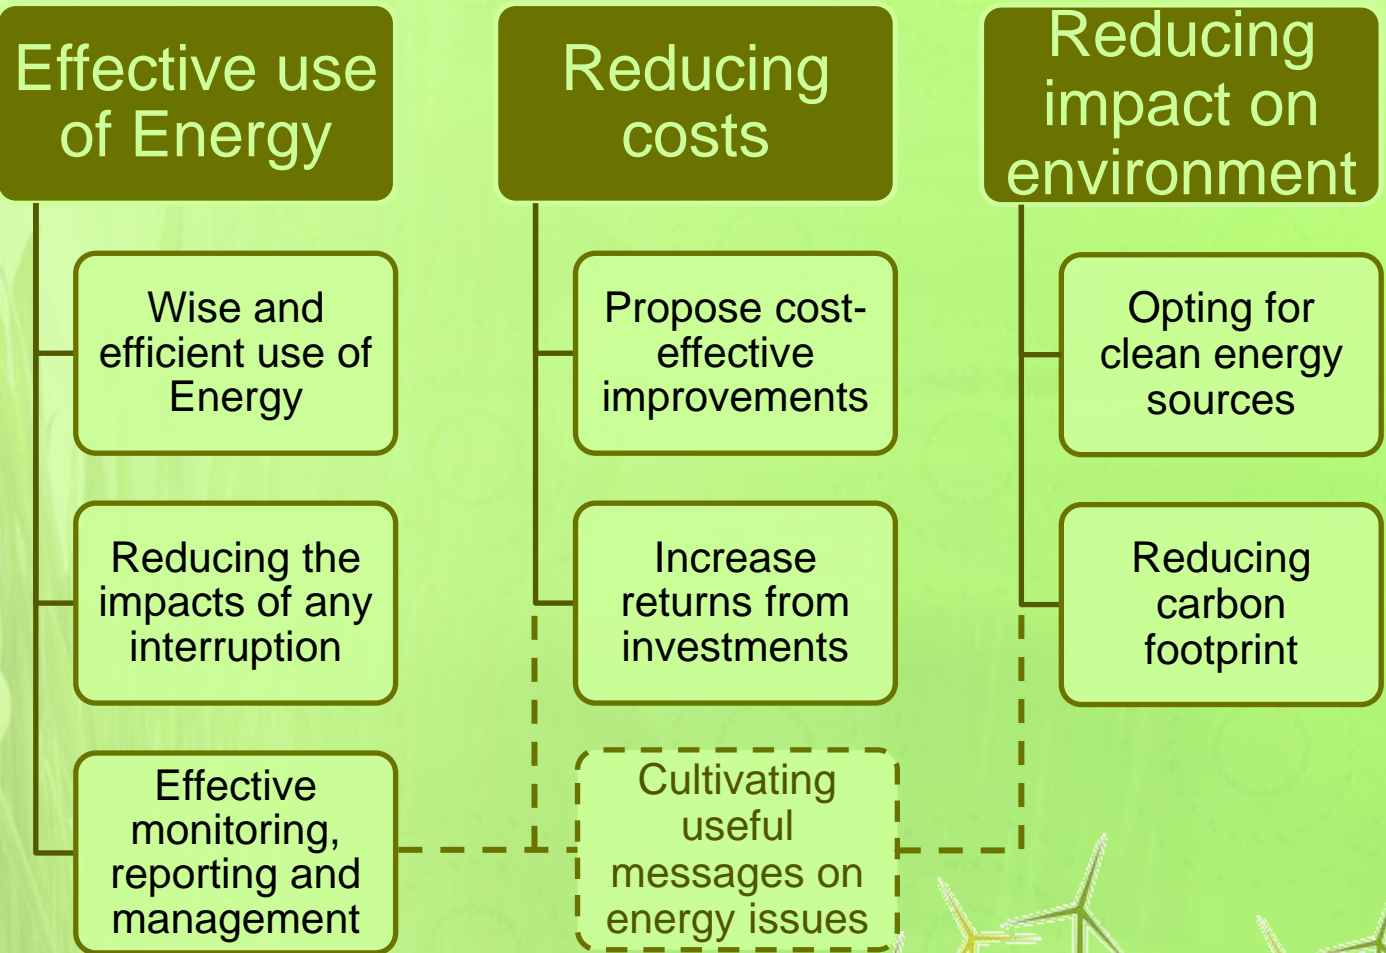 Effective use
of Energy
Wise and
efficient use of
Energy
Reducing the
impacts of any
interruption
Effective
monitoring,
reporting and
management
Reducing
costs
Propose cost-
effective
improvements
Increase
returns from
investments
Cultivating
useful
messages on
energy issues
Reducing
impact on
environment
Opting for
clean energy
sources
Reducing
carbon
footprint